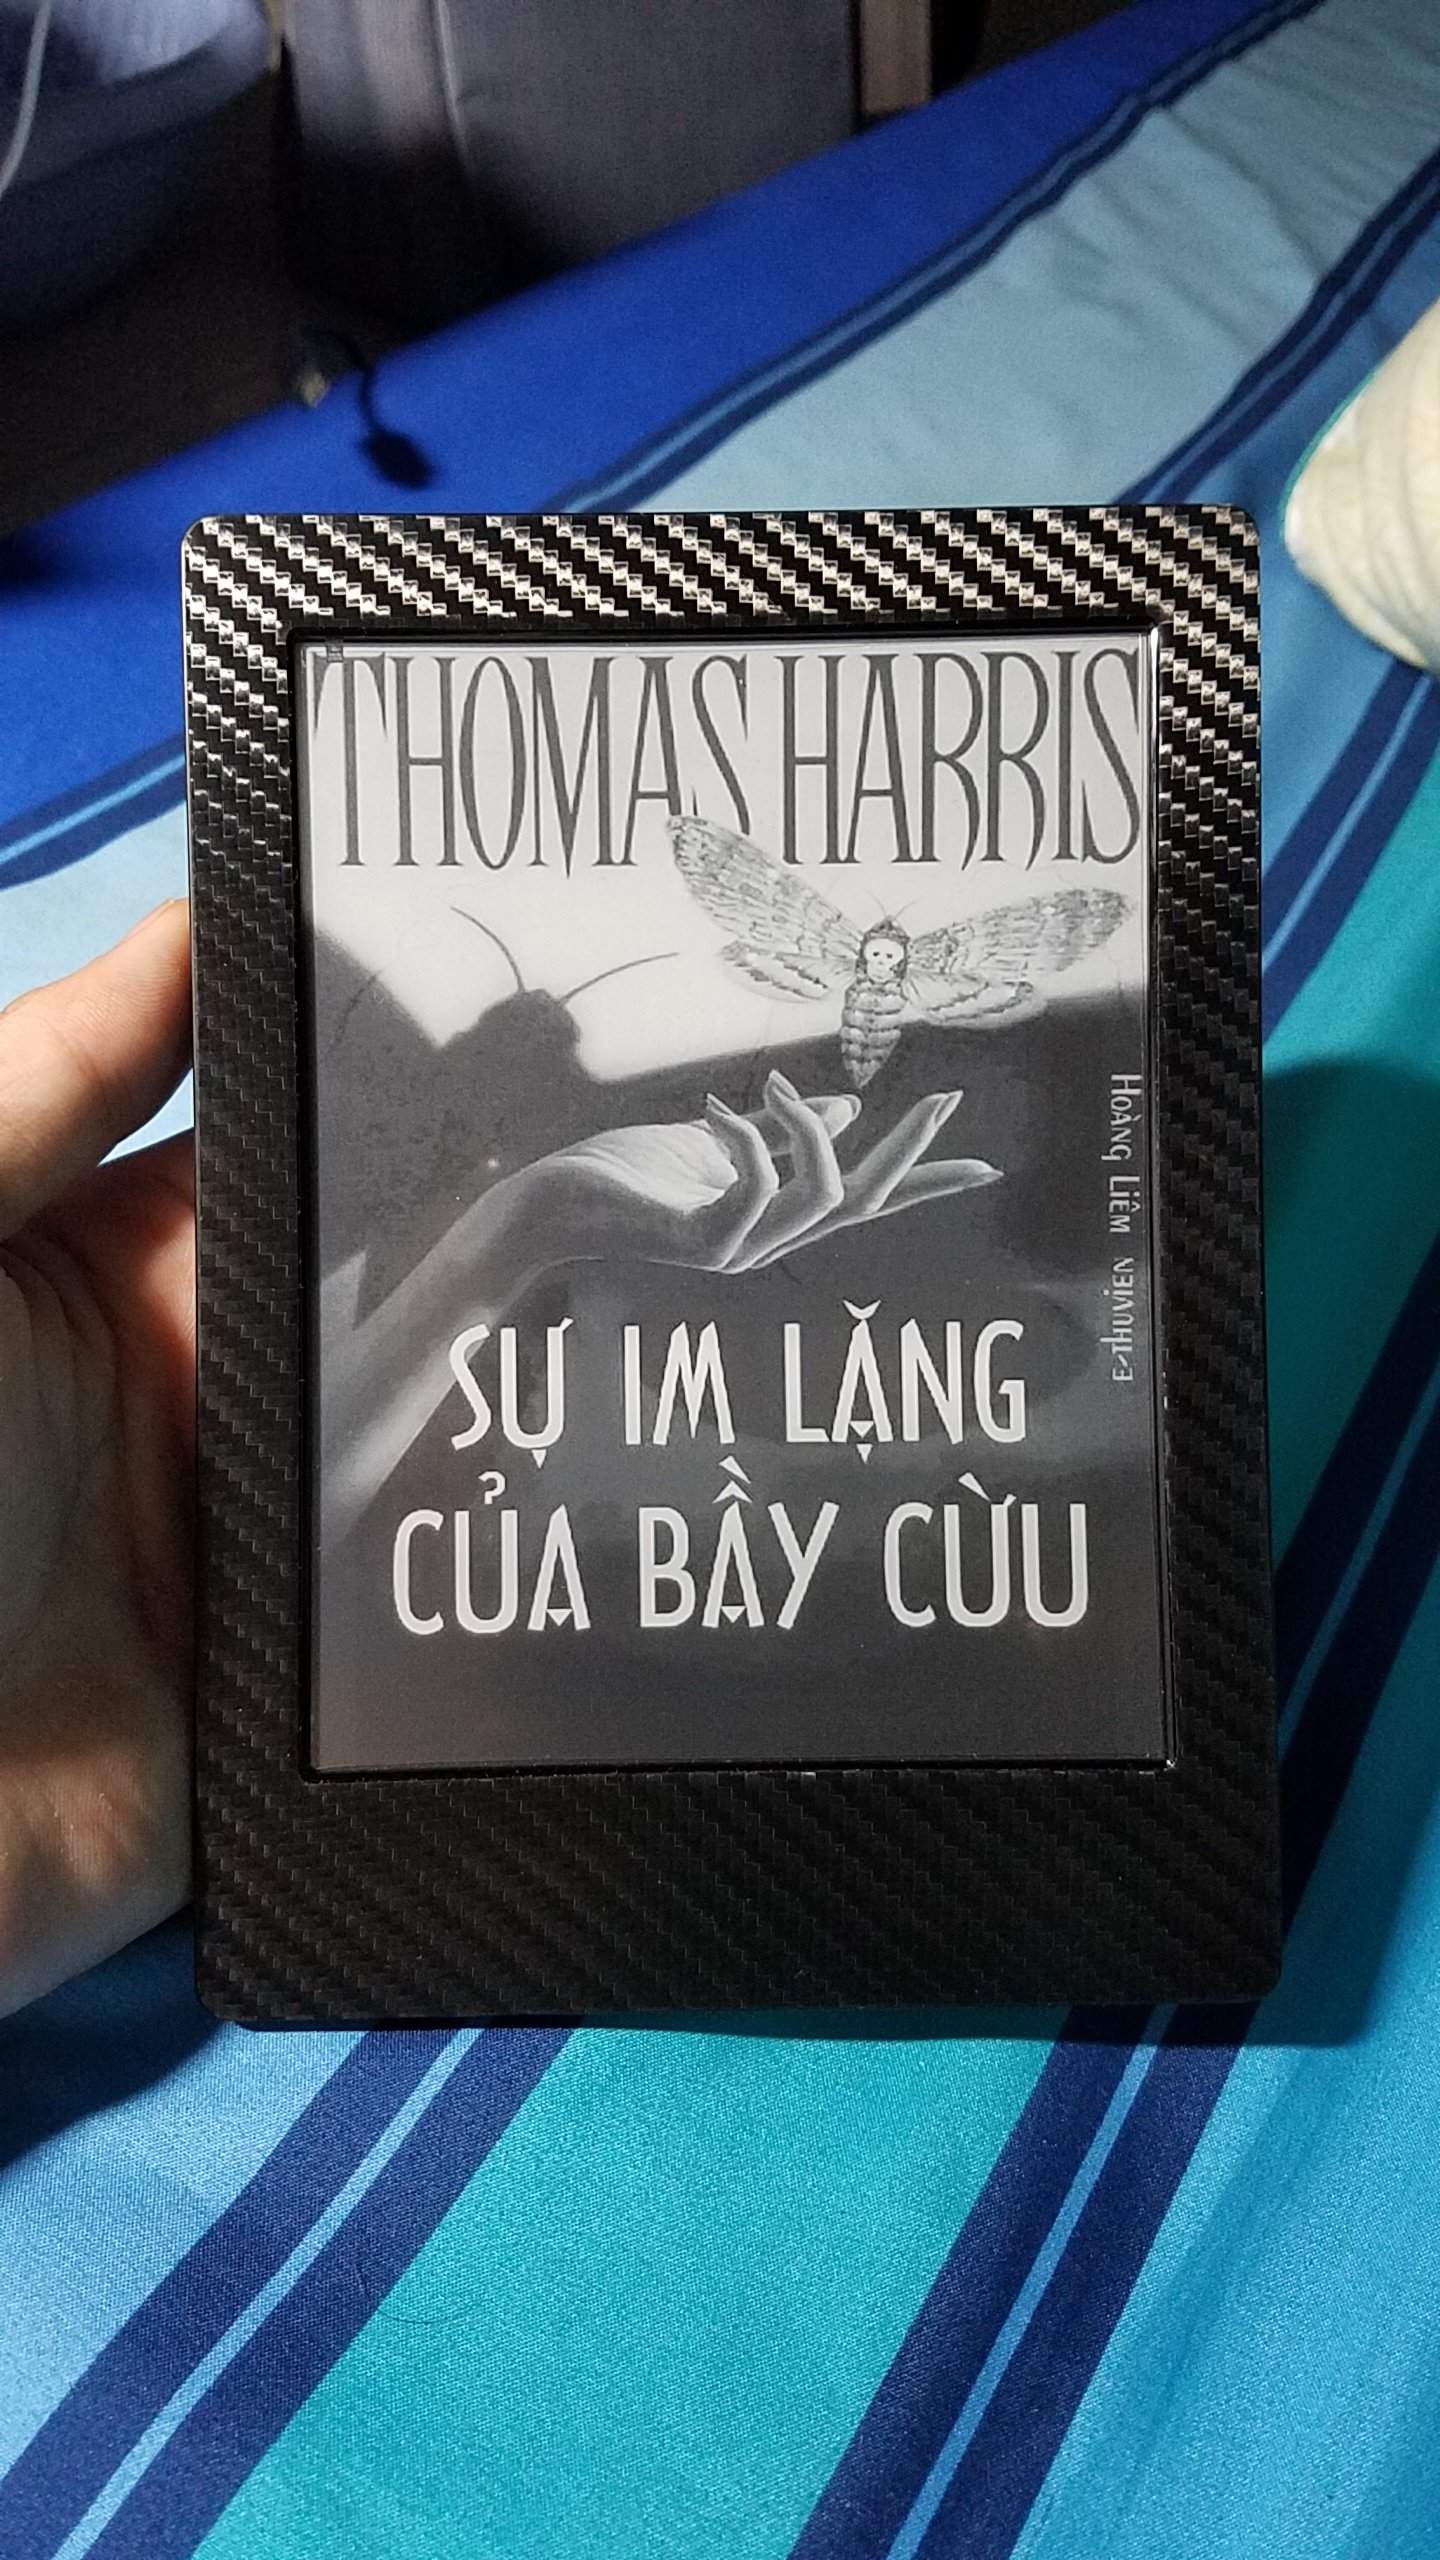 THOMAS HARRIS
HOÀNG LIÊM E-THUVIEN
SỰ IM LẶNG
CỦA BẦY CỪU